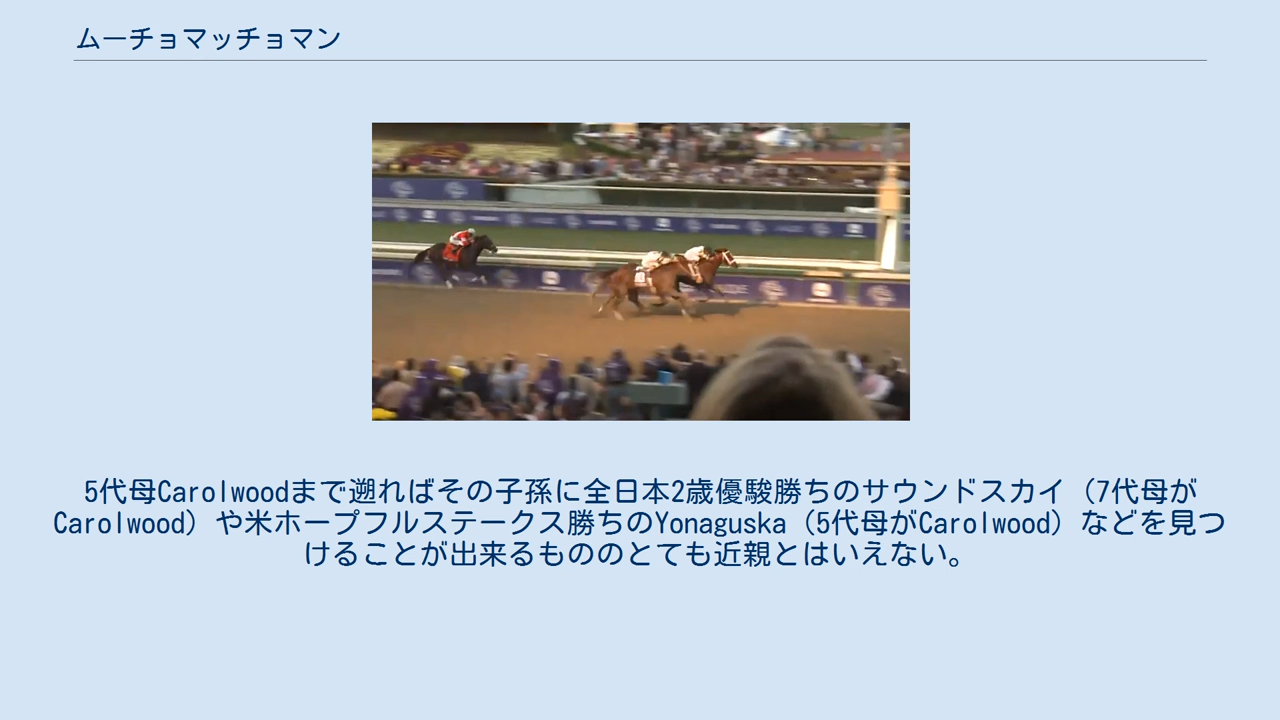 ムーチョマッチョマン
5代母Carolwoodまで遡ればその子孫に全日本2歳優駿勝ちのサウンドスカイ（7代母が
Carolwood）や米ホープフルステークス勝ちのYonaguska（5代母がCarolwood）などを見つ
けることが出来るもののとても近親とはいえない。